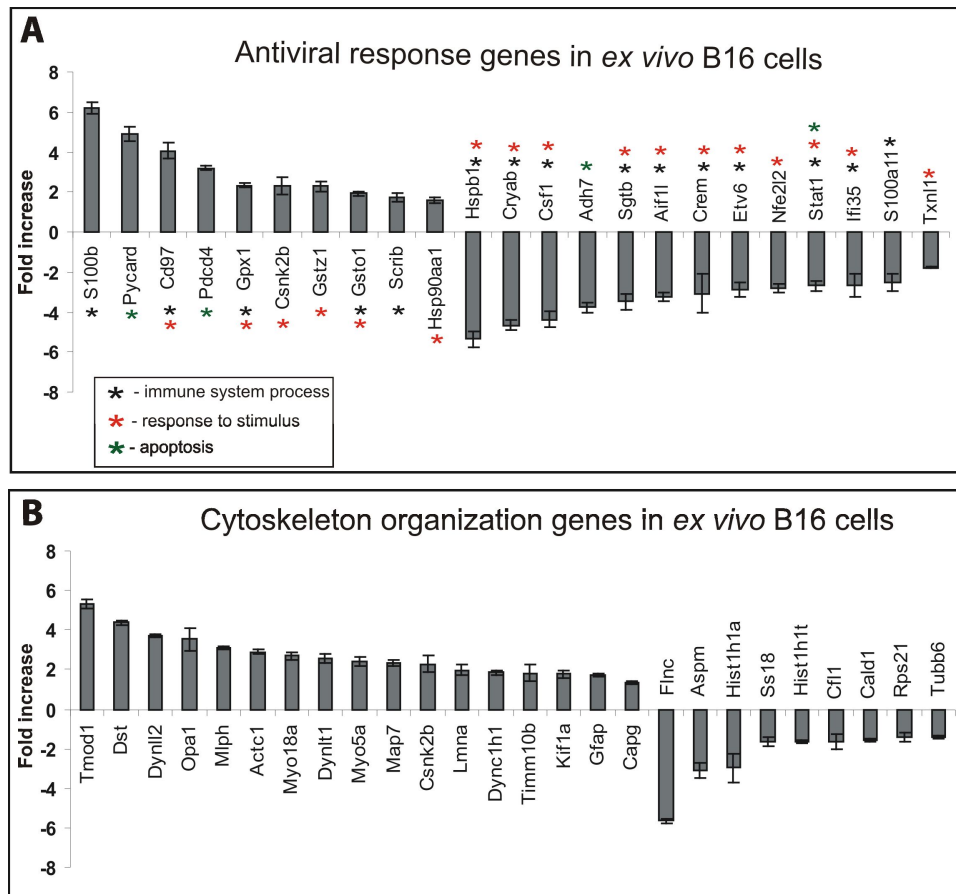 A
Antiviral response genes in ex vivo B16 cells
Fold increase
8
6
4
2
0
-2
-4
-6
-8
S100b
*
Pycard
*
Cd97
*
*
Pdcd4
*
Gpx1
*
*
Csnk2b
*
Gstz1
*
Gsto1
*
*
Scrib
*
Hsp90aa1
*
Hspb1*
*
Cryab*
*
Csf1 *
*
Adh7*
Sgtb *
*
Aif1l *
*
Crem *
*
Etv6 *
*
Nfe2l2*
Stat1 *
*
*
Ifi35 *
*
S100a11*
Txnl1*
* - immune system process
* - response to stimulus
* - apoptosis
B
Cytoskeleton organization genes in ex vivo B16 cells
Fold increase
8
6
4
2
0
-2
-4
-6
-8
Tmod1
Dst
Dynll2
Opa1
Mlph
Actc1
Myo18a
Dynlt1
Myo5a
Map7
Csnk2b
Lmna
Dync1h1
Timm10b
Kif1a
Gfap
Capg
Flnc
Aspm
Hist1h1a
Ss18
Hist1h1t
Cfl1
Cald1
Rps21
Tubb6